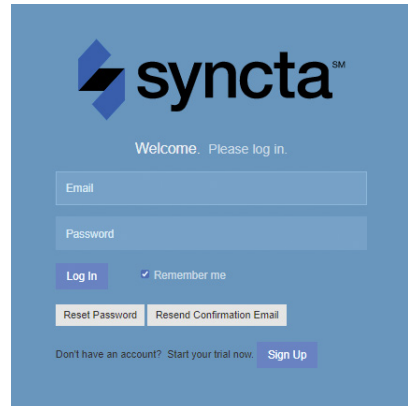 syncta SM
Welcome. Please log in.
Email
Password
Log In Remember me
Reset Password Resend Confirmation Email
Don't have an account? Start your trial now. Sign Up